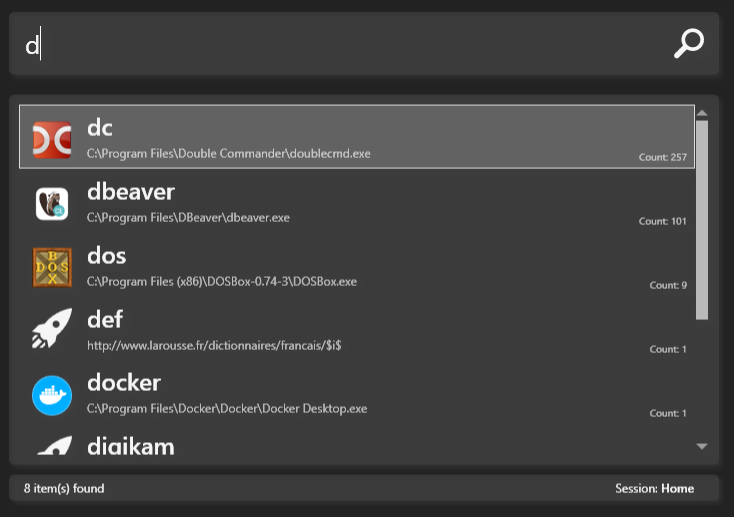 d
dc
C:\Program Files\Double Commander\doublecmd.exe
Count: 257
dbeaver
C:\Program Files\DBeaver\dbeaver.exe
Count: 101
BOX
DOS
dos
C:\Program Files (x86)\DOSBox-0.74-3\DOSBox.exe
Count: 9
def
http://www.larousse.fr/dictionnaires/francais/$i$
Count: 1
docker
C:\Program Files\Docker\Docker\Docker Desktop.exe
Count: 1
digikam
8 item(s) found
Session: Home